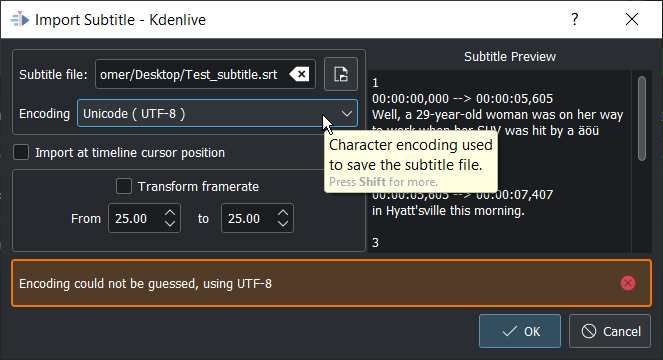 Import Subtitle - Kdenlive
Subtitle file:
omer/Desktop/Test_subtitle.srt
Encoding
Unicode ( UTF-8 )
Import at timeline cursor position
Transform framerate
From 25.00 to 25.00
Subtitle Preview
1
00:00:00,000 --> 00:00:05,605
Well, a 29-year-old woman was on her way
to work when her SUV was hit by a äöü
00:00:05,605 --> 00:00:07,407
in Hyatt'sville this morning.
3
Character encoding used
to save the subtitle file.
Press Shift for more.
Encoding could not be guessed, using UTF-8
OK
Cancel